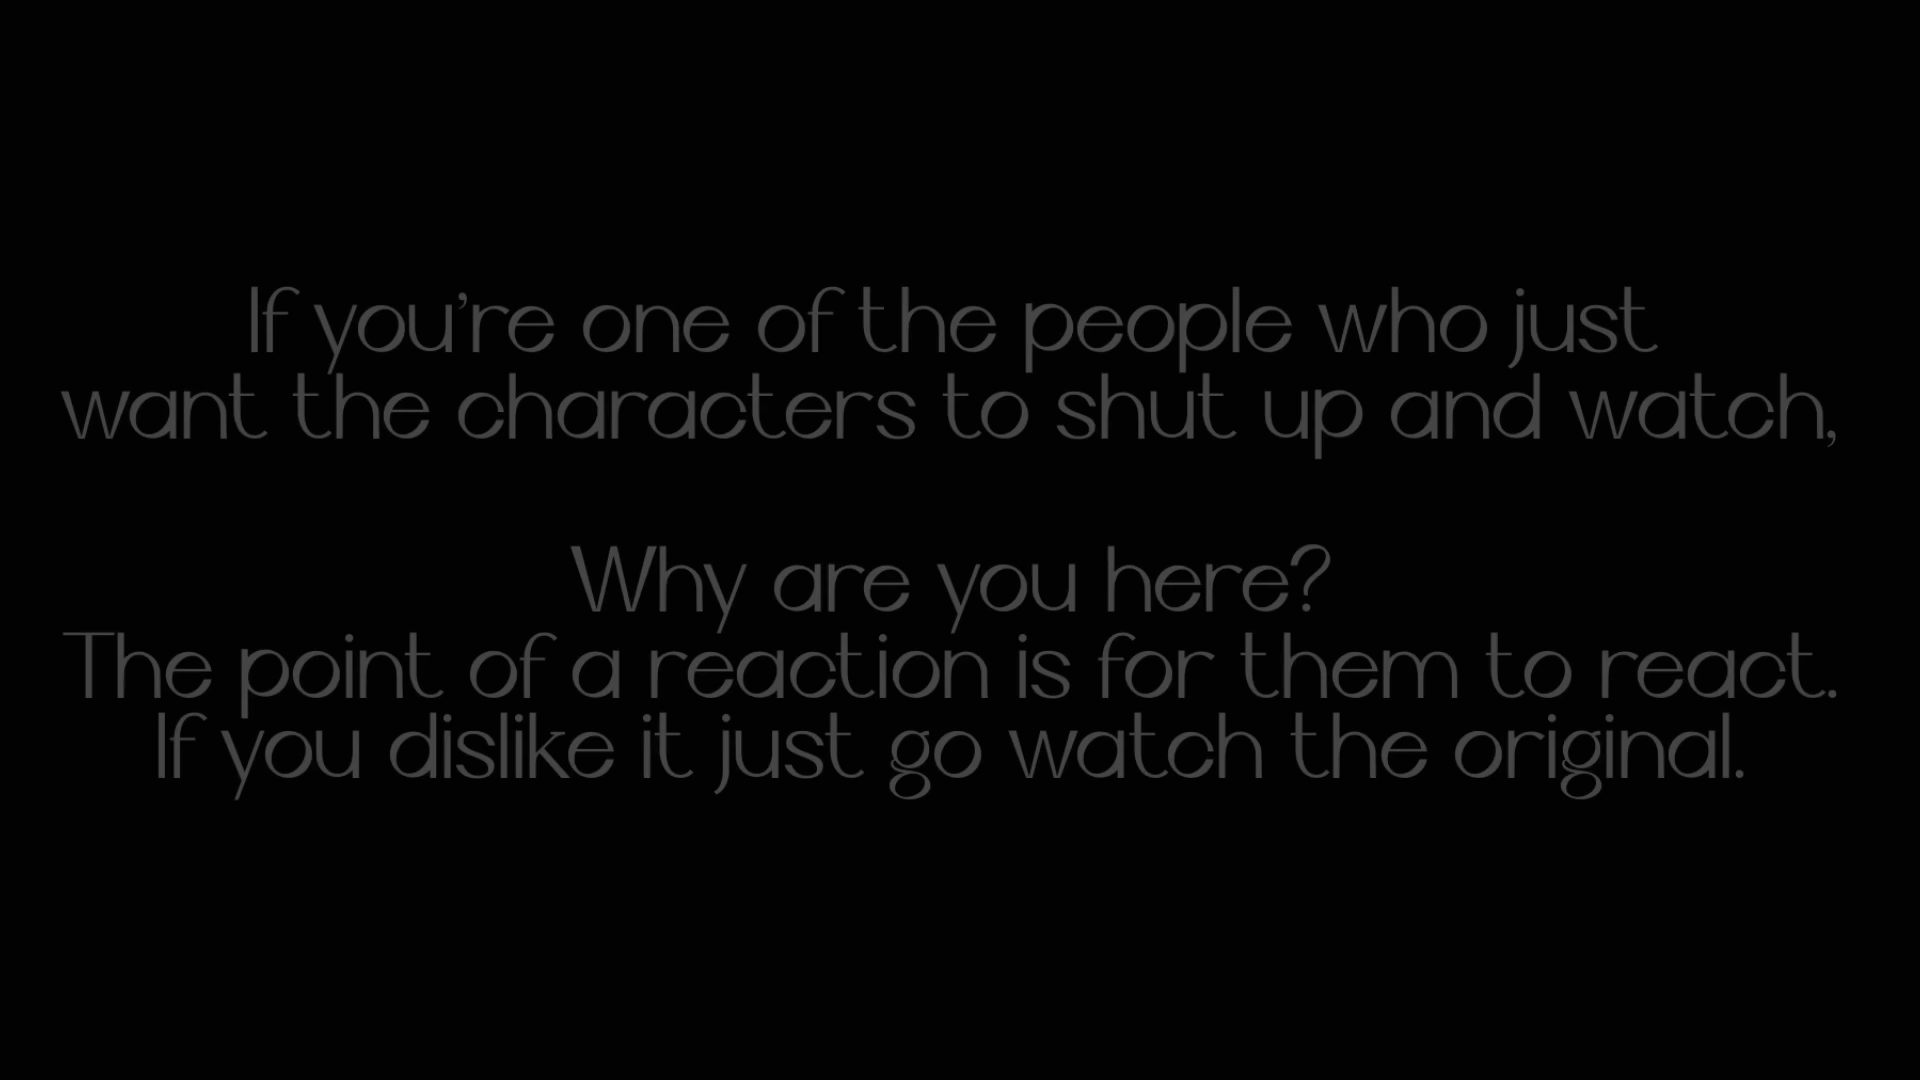 If you’re one of the people who just
want the characters to shut up and watch,
Why are you here?
The point of a reaction is for them to react.
If you dislike it just go watch the original.